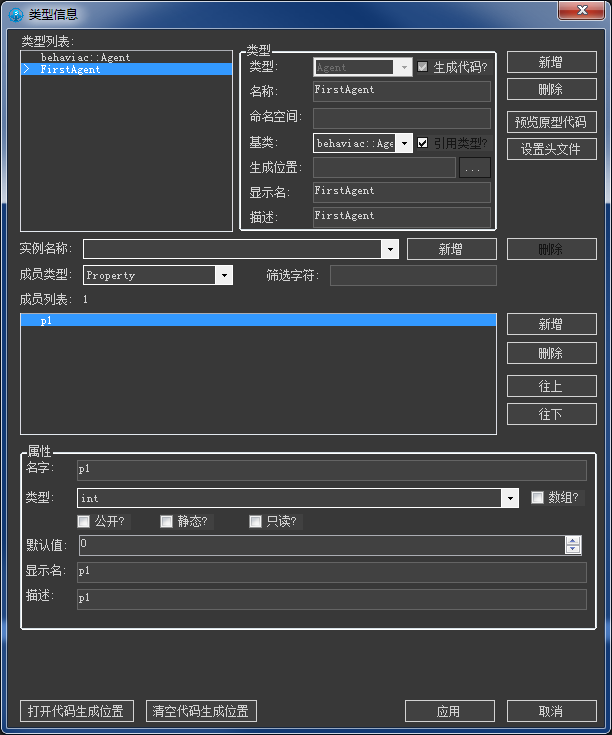 类型信息
类型列表:
behaviac::Agent
> FirstAgent
类型
类型: Agent 生成代码?
名称: FirstAgent
命名空间:
基类: behaviac::Age 引用类型?
生成位置: ...
显示名: FirstAgent
描述: FirstAgent
新增
删除
预览原型代码
设置头文件
实例名称: 新增 删除
成员类型: Property 筛选字符:
成员列表: 1
p1
新增
删除
往上
往下
属性
名字: p1
类型: int 数组?
公开? 静态? 只读?
默认值: 0
显示名: p1
描述: p1
打开代码生成位置 清空代码生成位置 应用 取消